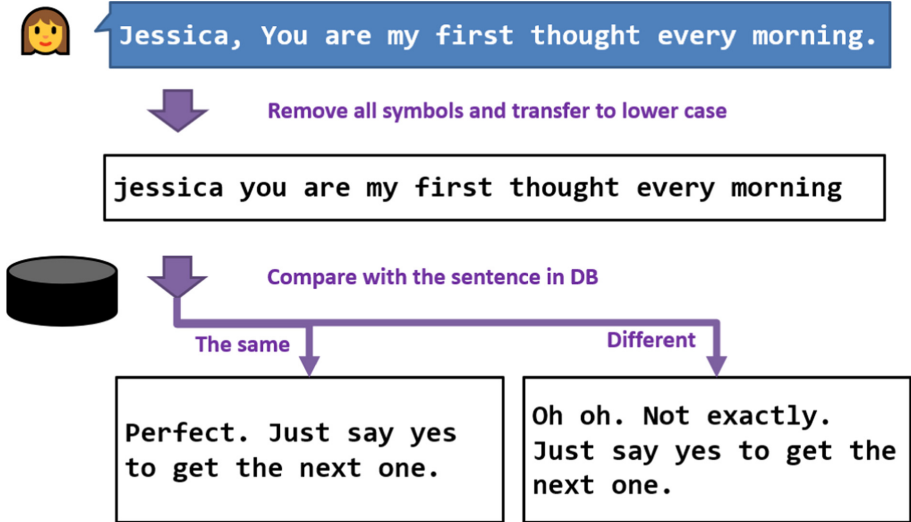 Jessica, You are my first thought every morning.
Remove all symbols and transfer to lower case
jessica you are my first thought every morning
Compare with the sentence in DB
The same
Different
Perfect. Just say yes
to get the next one.
Oh oh. Not exactly.
Just say yes to get the
next one.